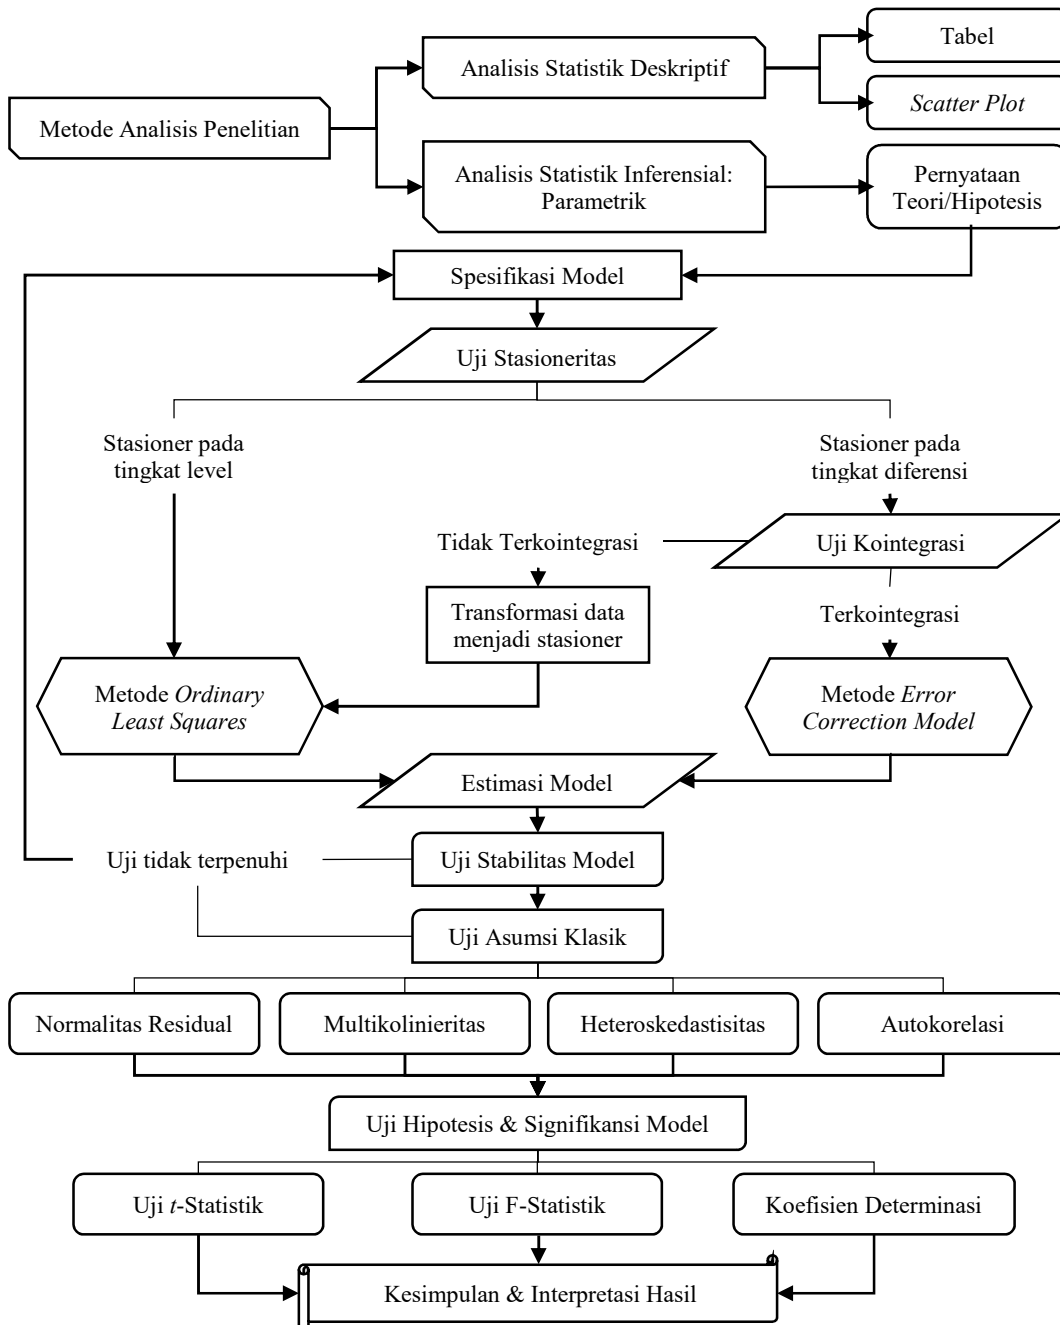 Tabel
Analisis Statistik Deskriptif
Scatter Plot
Metode Analisis Penelitian
Analisis Statistik Inferensial:
Parametrik
Pernyataan
Teori/Hipotesis
Spesifikasi Model
Uji Stasioneritas
Stasioner pada
tingkat level
Stasioner pada
tingkat diferensi
Tidak Terkointegrasi
Uji Kointegrasi
Transformasi data
menjadi stasioner
Terkointegrasi
Metode Ordinary
Least Squares
Metode Error
Correction Model
Estimasi Model
Uji tidak terpenuhi
Uji Stabilitas Model
Uji Asumsi Klasik
Normalitas Residual
Multikolinieritas
Heteroskedastisitas
Autokorelasi
Uji Hipotesis & Signifikansi Model
Uji t-Statistik
Uji F-Statistik
Koefisien Determinasi
Kesimpulan & Interpretasi Hasil